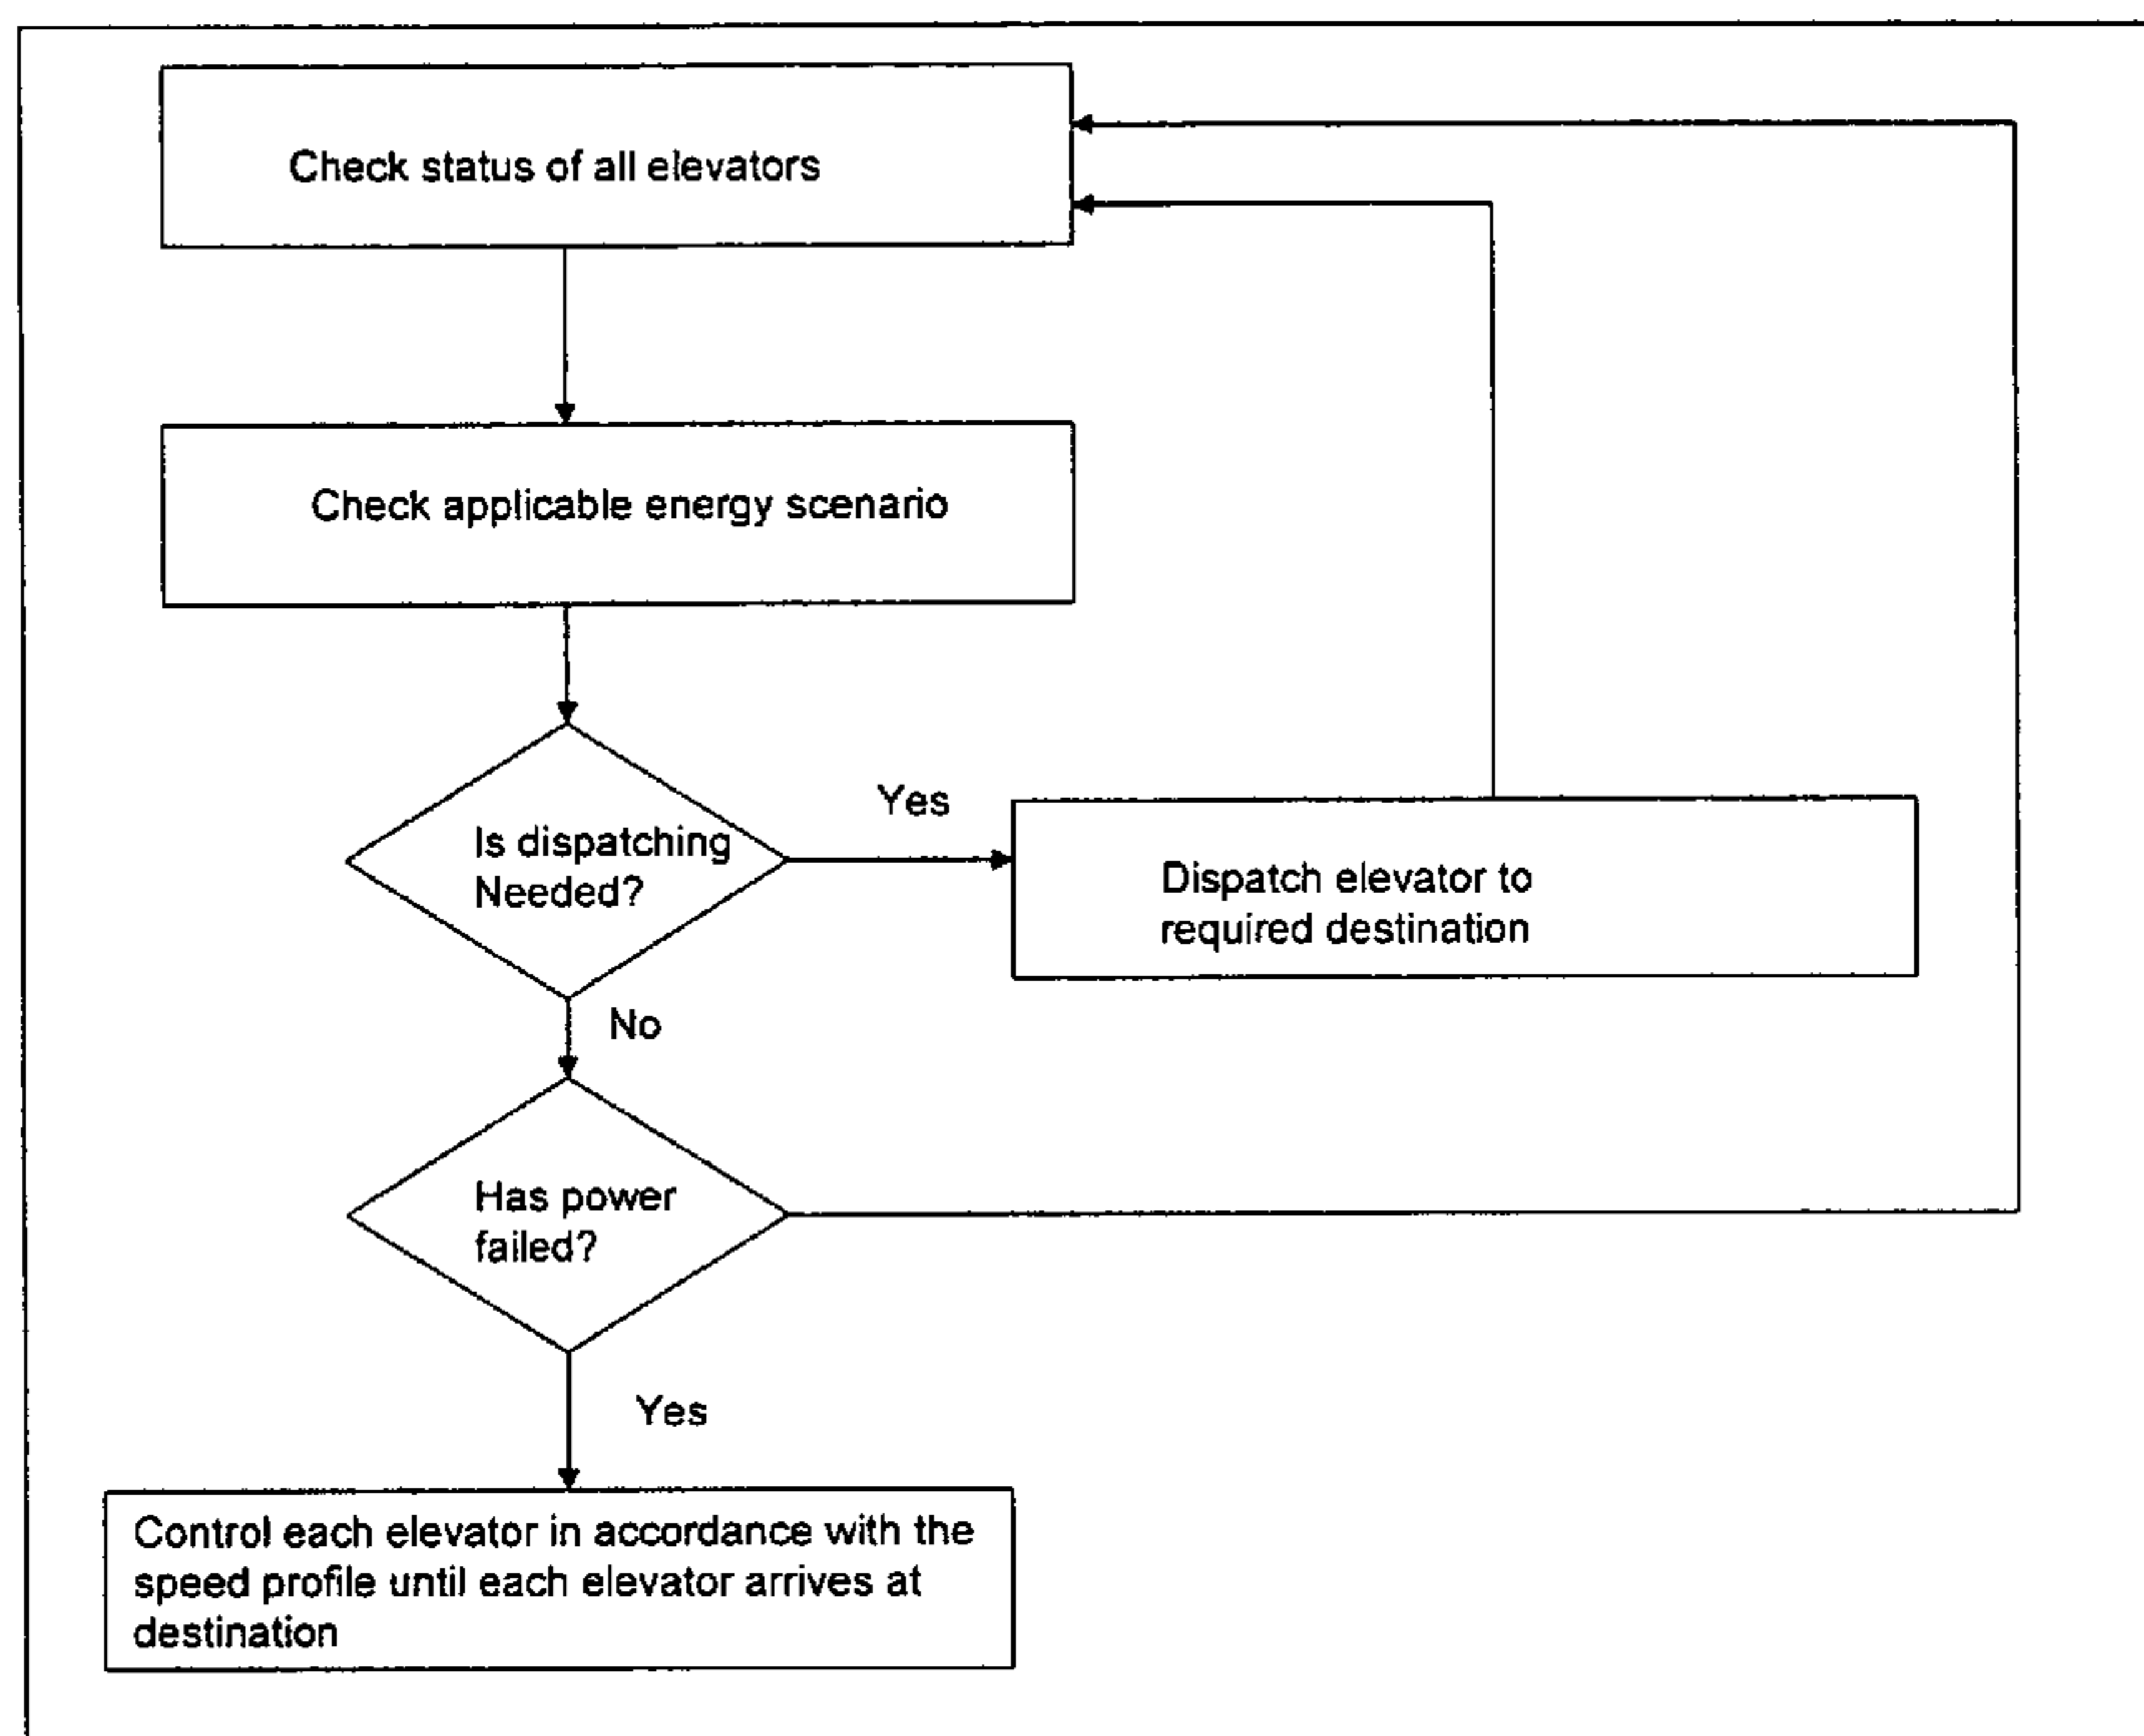 Check status of all elevators
Check applicable energy scenario
Is dispatching
Needed?
Yes
Dispatch elevator to
required destination
No
Has power
failed?
Yes
Control each elevator in accordance with the
speed profile until each elevator arrives at
destination